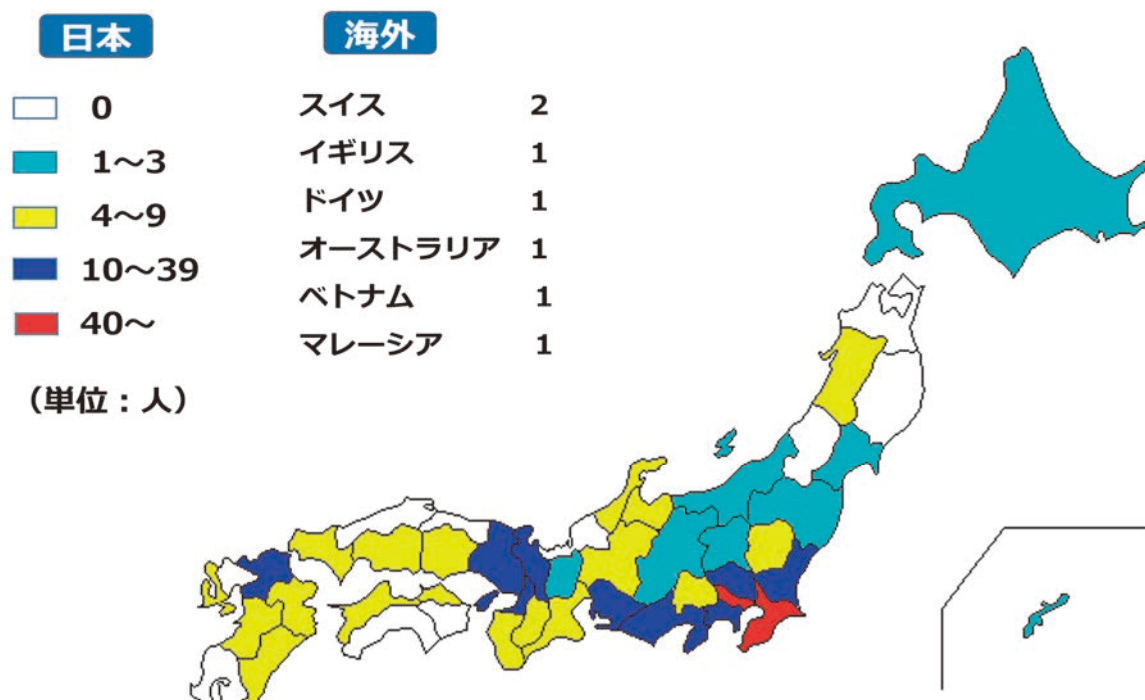 日本
0
1～3
4～9
10～39
40～
（単位：人）
海外
スイス 2
イギリス 1
ドイツ 1
オーストラリア 1
ベトナム 1
マレーシア 1